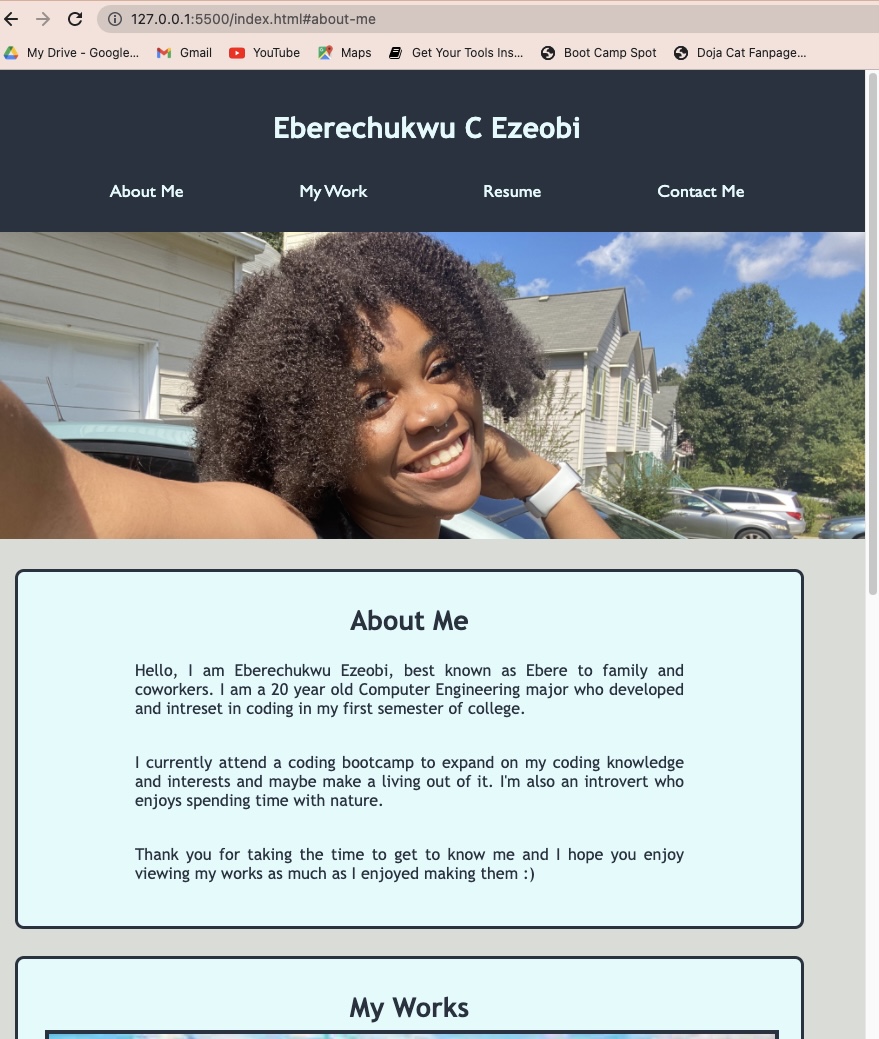 127.0.0.1:5500/index.html#about-me
My Drive - Google... Gmail YouTube Maps Get Your Tools Ins... Boot Camp Spot Doja Cat Fanpage...
Eberechukwu C Ezeobi
About Me My Work Resume Contact Me
About Me
Hello, I am Eberechukwu Ezeobi, best known as Ebere to family and
coworkers. I am a 20 year old Computer Engineering major who developed
and intreset in coding in my first semester of college.
I currently attend a coding bootcamp to expand on my coding knowledge
and interests and maybe make a living out of it. I'm also an introvert who
enjoys spending time with nature.
Thank you for taking the time to get to know me and I hope you enjoy
viewing my works as much as I enjoyed making them :)
My Works